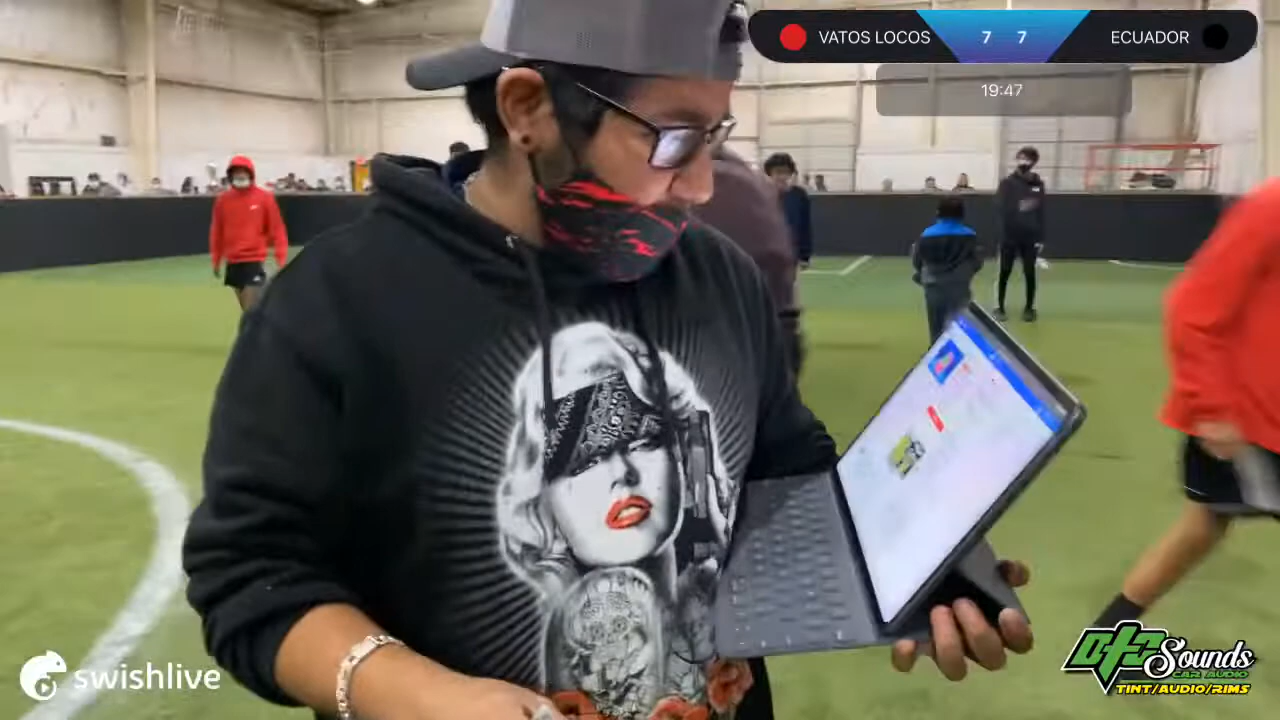 VATOS LOCOS 7 7 ECUADOR
19:47
swishlive
Sounds
CAR AUDIO
TINT/AUDIO/RIMS